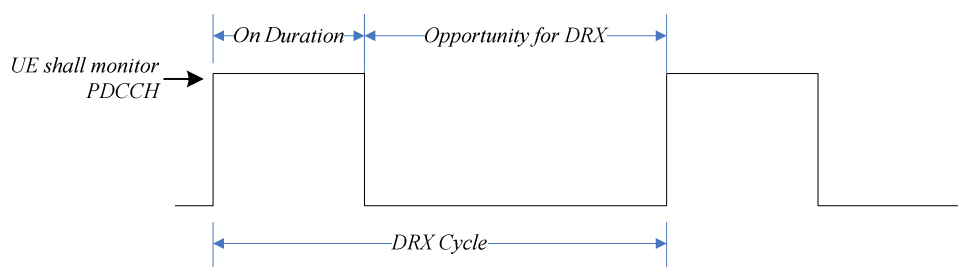 On Duration
Opportunity for DRX
UE shall monitor
PDCCH
DRX Cycle